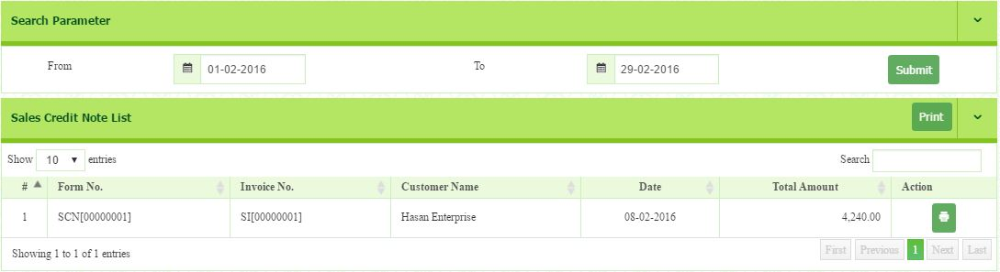 Search Parameter
From 01-02-2016 To 29-02-2016 Submit
Sales Credit Note List Print
Show 10 entries Search
# Form No. Invoice No. Customer Name Date Total Amount Action
1 SCN[00000001] SI[00000001] Hasan Enterprise 08-02-2016 4,240.00
Showing 1 to 1 of 1 entries First Previous 1 Next Last